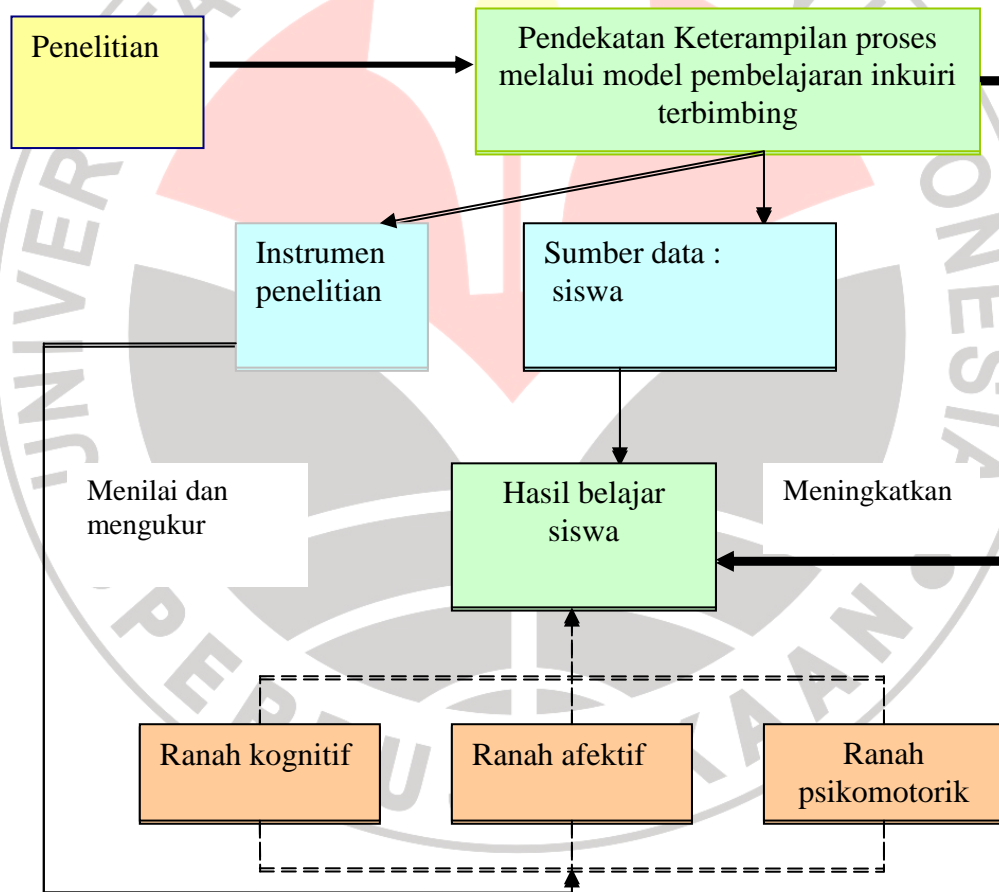 Penelitian
Pendekatan Keterampilan proses
melalui model pembelajaran inkuiri
terbimbing
Instrumen
penelitian
Sumber data :
siswa
Menilai dan
mengukur
Hasil belajar
siswa
Meningkatkan
Ranah kognitif
Ranah afektif
Ranah
psikomotorik